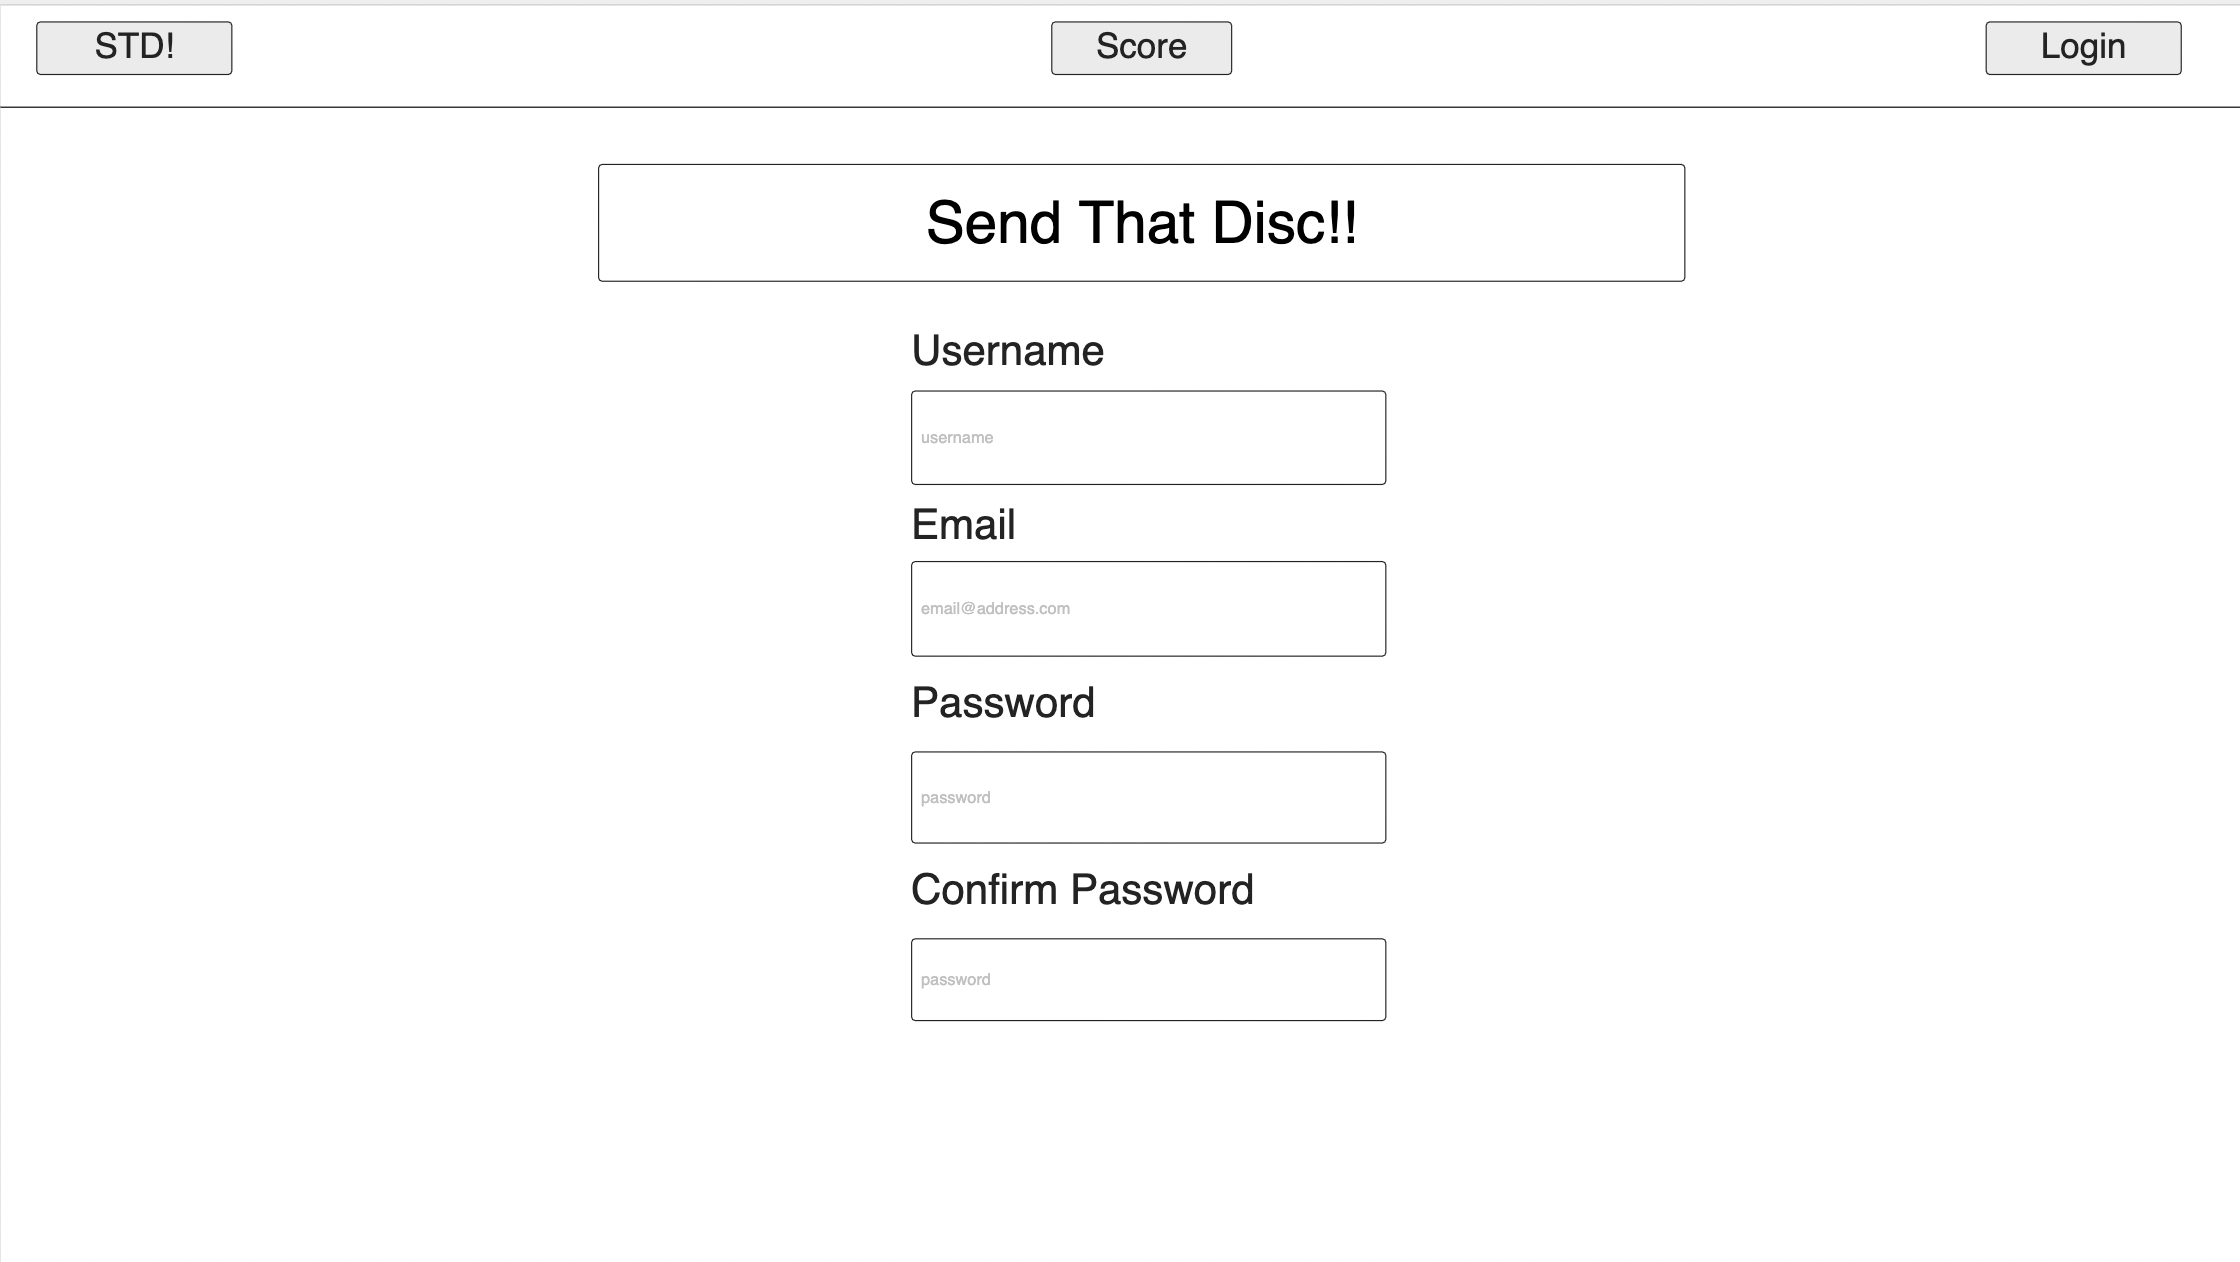 STD!
Score
Login
Send That Disc!!
Username
username
Email
email@address.com
Password
password
Confirm Password
password